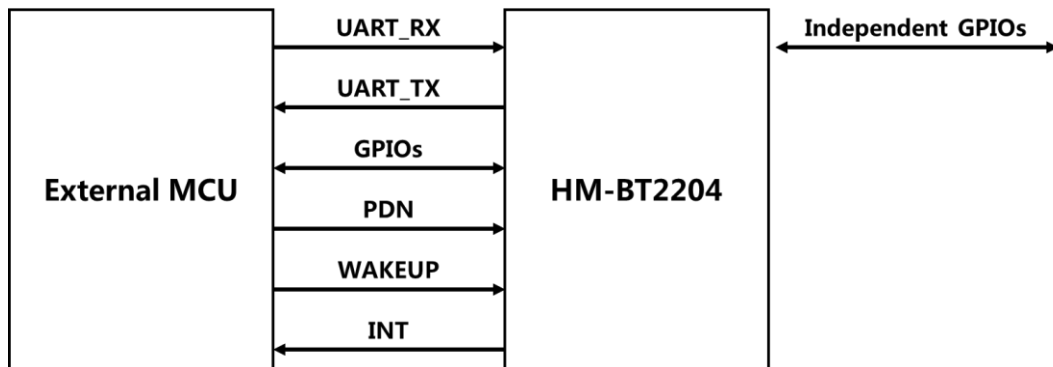 UART_RX
Independent GPIOs
UART_TX
GPIOs
External MCU
HM-BT2204
PDN
WAKEUP
INT